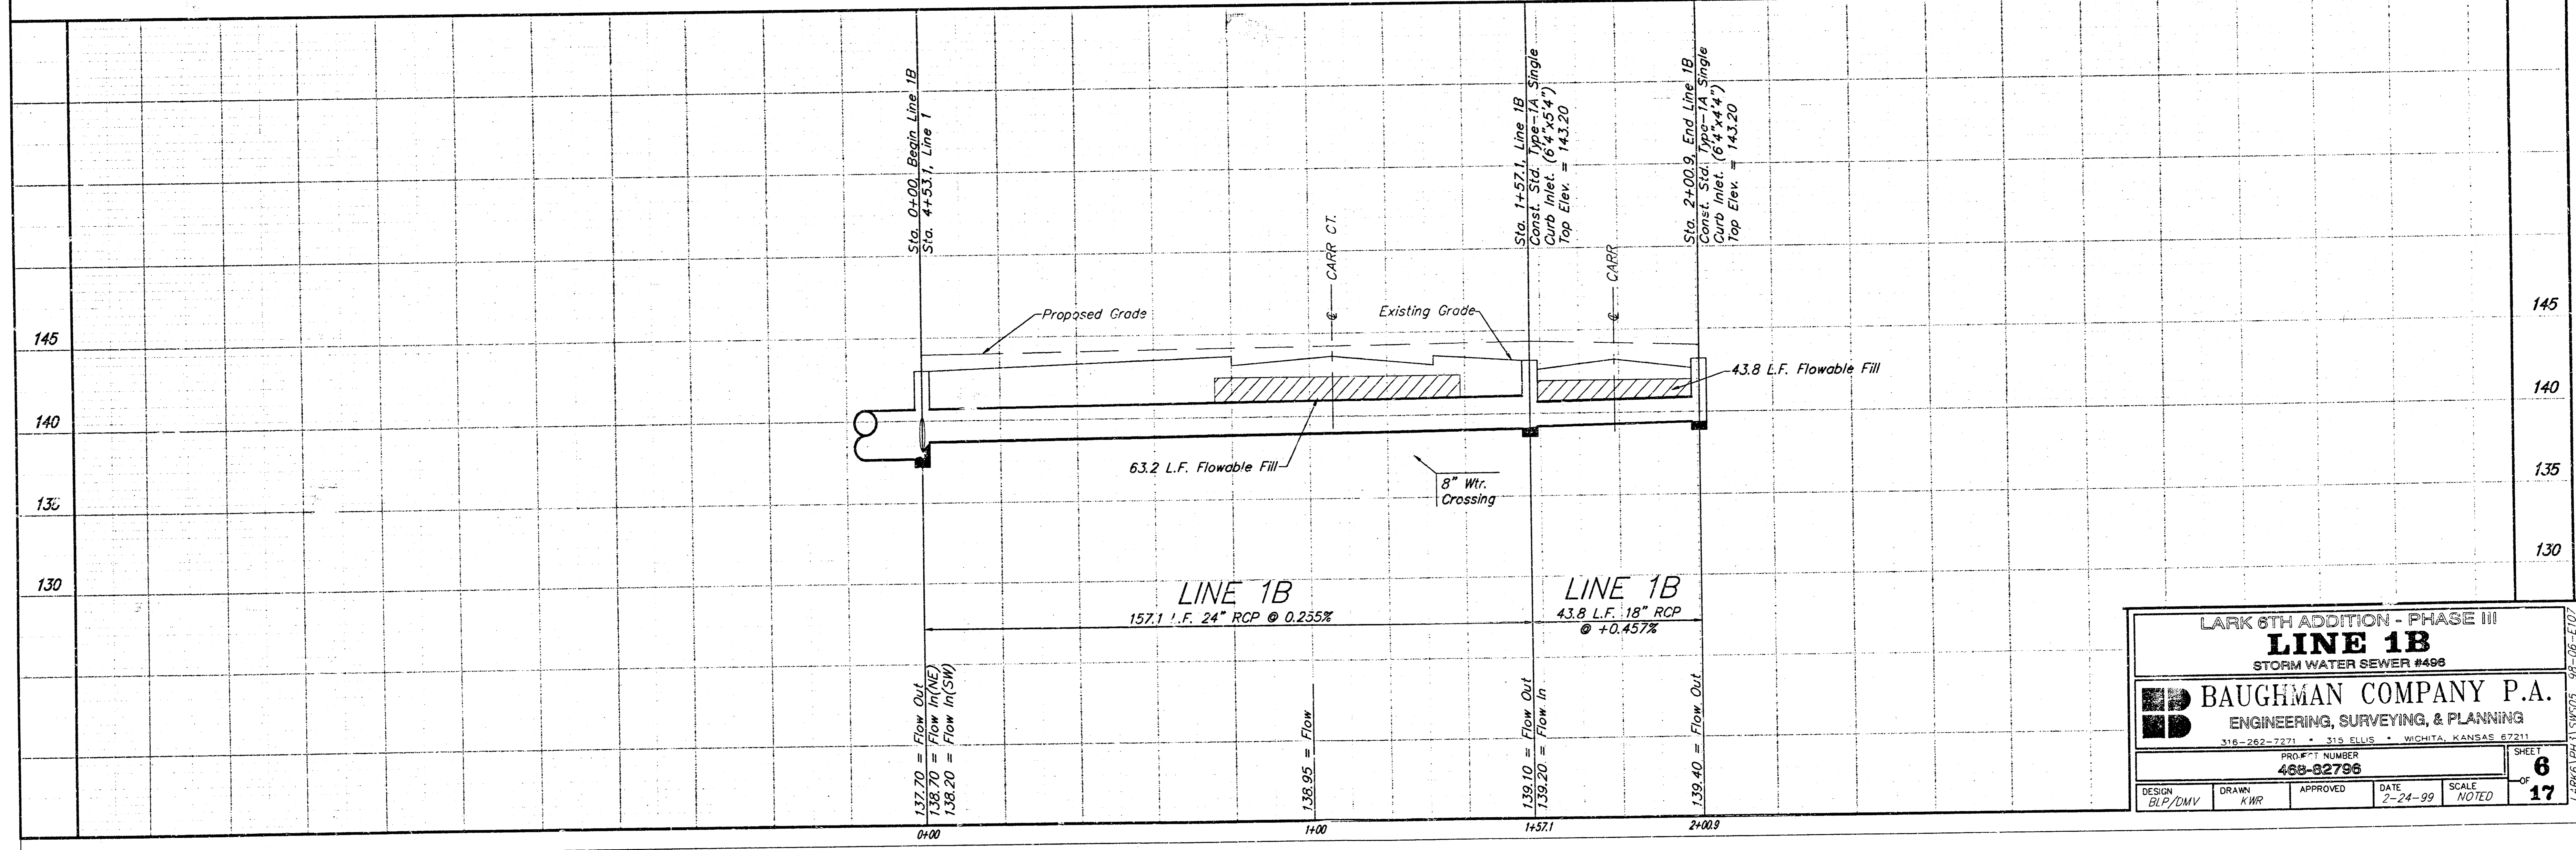 Sta. 0+00, Begin Line 1B
Sta. 4+53.1, Line 1
Sta. 1+57.1, Line 1B
Const. Std. Type-1A Single
Curb Inlet. (6'4"x5'4")
Top Elev. = 143.20
Sta. 2+00.9, End Line 1B
Const. Std. Type-1A Single
Curb Inlet. (6'4"x4'4")
Top Elev. = 143.20
CARR CT.
CARR
Proposed Grade
Existing Grade
145
140
135
130
145
140
135
130
43.8 L.F. Flowable Fill
63.2 L.F. Flowable Fill
8" Wtr.
Crossing
LINE 1B
157.1 L.F. 24" RCP @ 0.255%
LINE 1B
43.8 L.F. 18" RCP
@ +0.457%
137.70 = Flow Out
138.70 = Flow In(NE)
138.20 = Flow In(SW)
138.95 = Flow
139.10 = Flow Out
139.20 = Flow In
139.40 = Flow Out
0+00
1+00
1+57.1
2+00.9
LARK 6TH ADDITION - PHASE III
LINE 1B
STORM WATER SEWER #496
BAUGHMAN COMPANY P.A.
ENGINEERING, SURVEYING, & PLANNING
316-262-7271 * 315 ELLIS * WICHITA, KANSAS 67211
PROJECT NUMBER
468-82796
SHEET
6
OF
17
DESIGN
BLP/DMV
DRAWN
KWR
APPROVED
DATE
2-24-99
SCALE
NOTED
98-06-E107